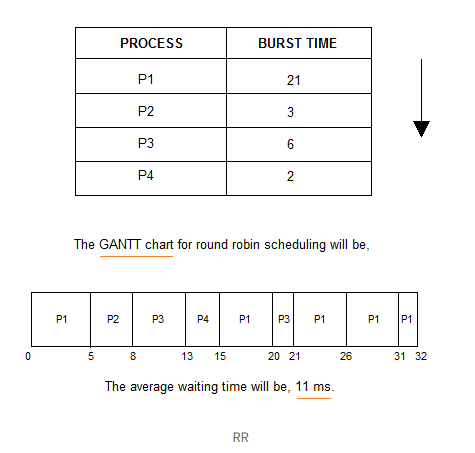 PROCESS BURST TIME
P1 21
P2 3
P3 6
P4 2
The GANTT chart for round robin scheduling will be,
P1 P2 P3 P4 P1 P3 P1 P1 P1
0 5 8 13 15 20 21 26 31 32
The average waiting time will be, 11 ms.
RR